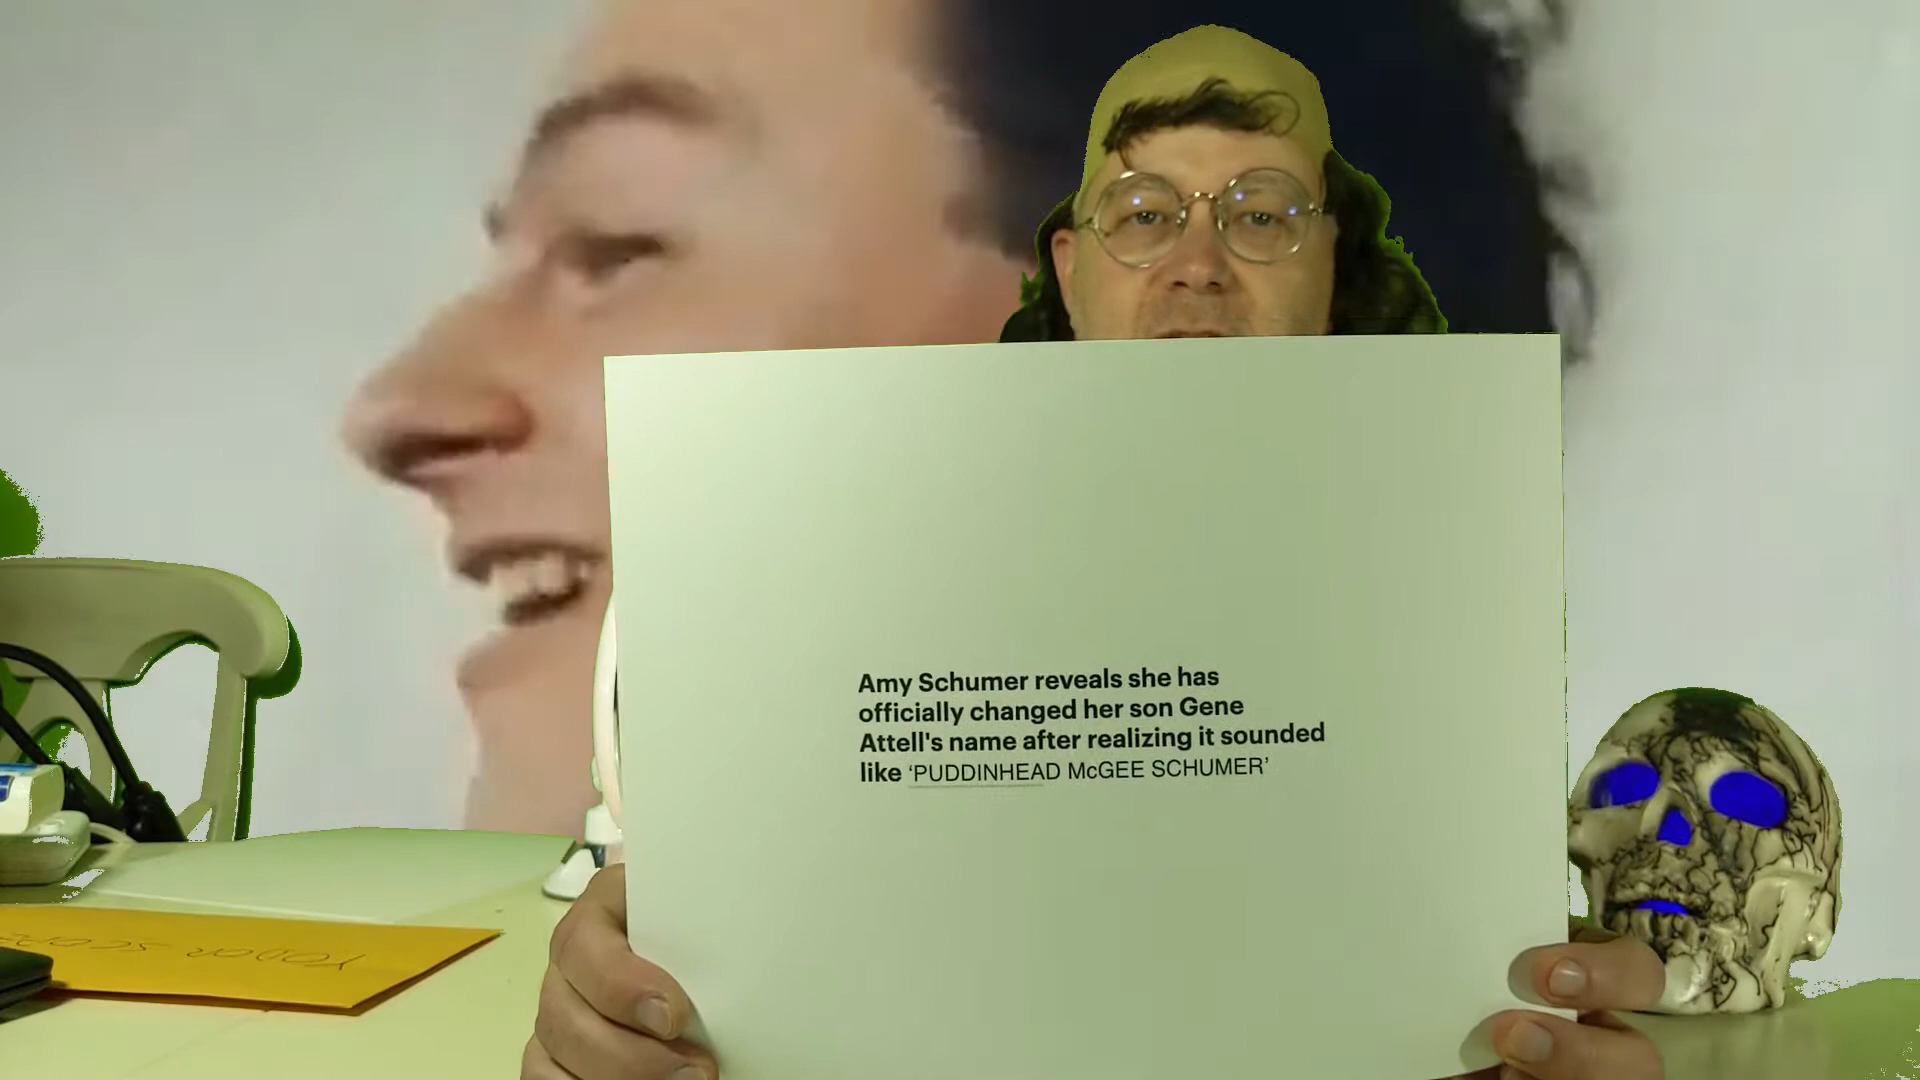 Amy Schumer reveals she has
officially changed her son Gene
Attell's name after realizing it sounded
like ‘PUDDINHEAD McGEE SCHUMER’